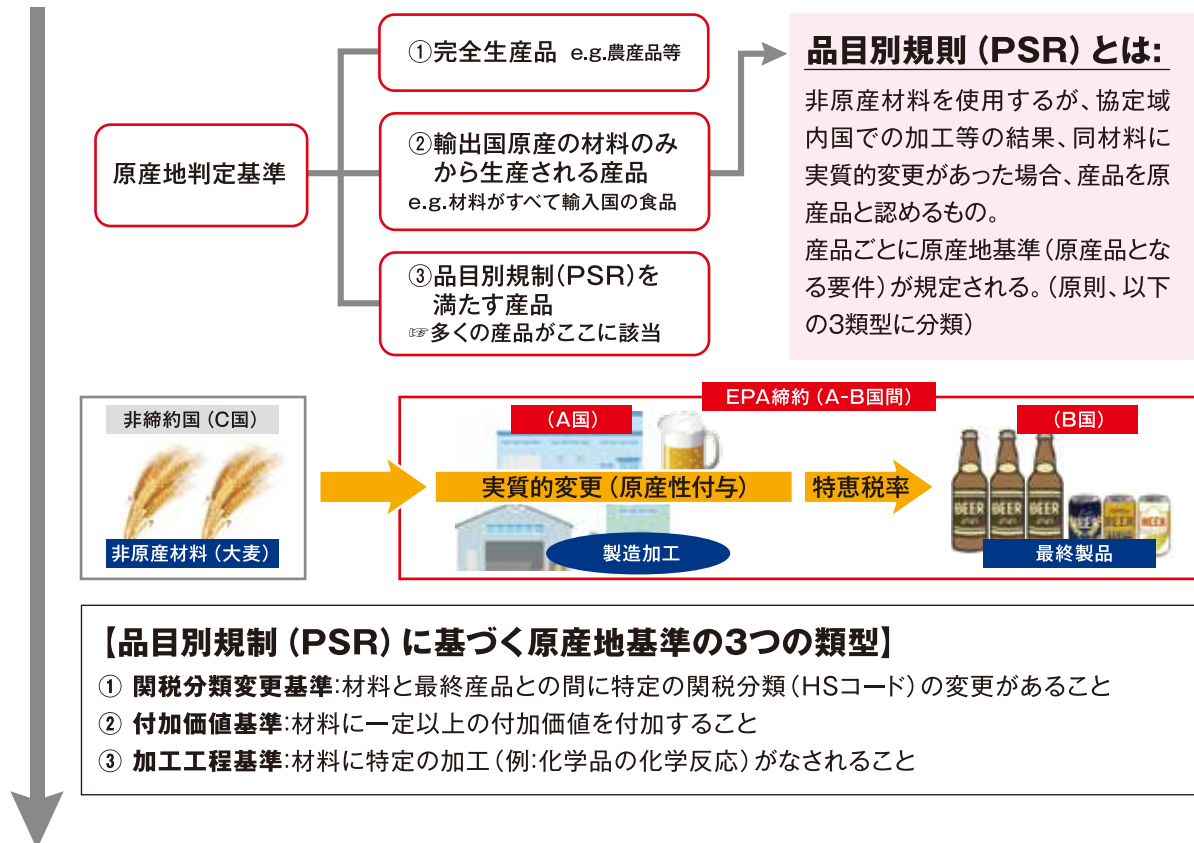 原産地判定基準
①完全生産品 e.g.農産品等
②輸出国原産の材料のみ
から生産される産品
e.g.材料がすべて輸入国の食品
③品目別規制(PSR)を
満たす産品
☞多くの産品がここに該当
品目別規則(PSR)とは:
非原産材料を使用するが、協定域
内国での加工等の結果、同材料に
実質的変更があった場合、産品を原
産品と認めるもの。
産品ごとに原産地基準(原産品とな
る要件)が規定される。(原則、以下
の3類型に分類)
非締約国(C国)
非原産材料(大麦)
EPA締約(A-B国間)
(A国)
実質的変更(原産性付与)
製造加工
特恵税率
(B国)
BEER
BEER
BEER
BEER
BEER
BEER
最終製品
【品目別規制(PSR)に基づく原産地基準の3つの類型】
① 関税分類変更基準:材料と最終産品との間に特定の関税分類(HSコード)の変更があること
② 付加価値基準:材料に一定以上の付加価値を付加すること
③ 加工工程基準:材料に特定の加工(例:化学品の化学反応)がなされること